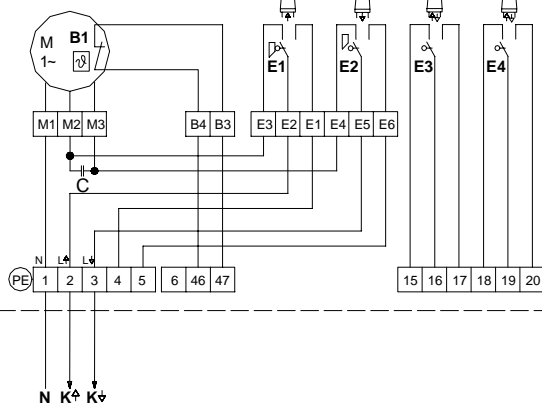 M B1
1~ ϑ
E1 E2 E3 E4
M1 M2 M3 B4 B3 E3 E2 E1 E4 E5 E6
C
N L L
PE 1 2 3 4 5 6 46 47 15 16 17 18 19 20
N K K